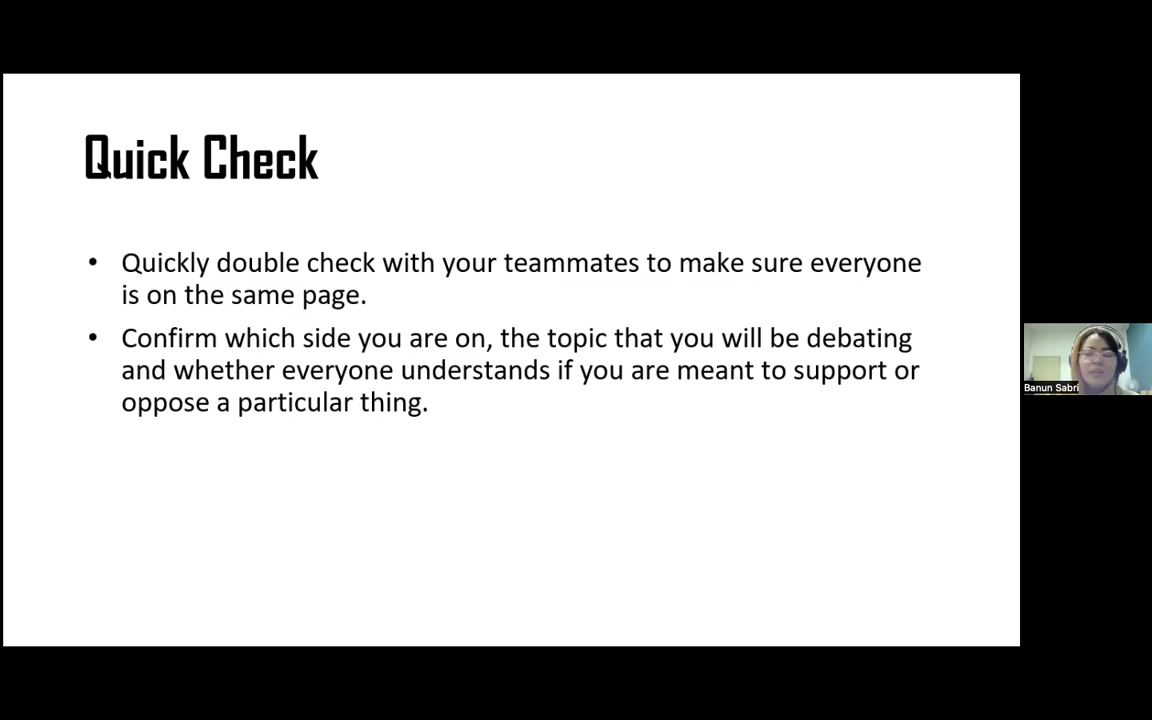 Quick Check
• Quickly double check with your teammates to make sure everyone
is on the same page.
• Confirm which side you are on, the topic that you will be debating
and whether everyone understands if you are meant to support or
oppose a particular thing.
Banun Sabri